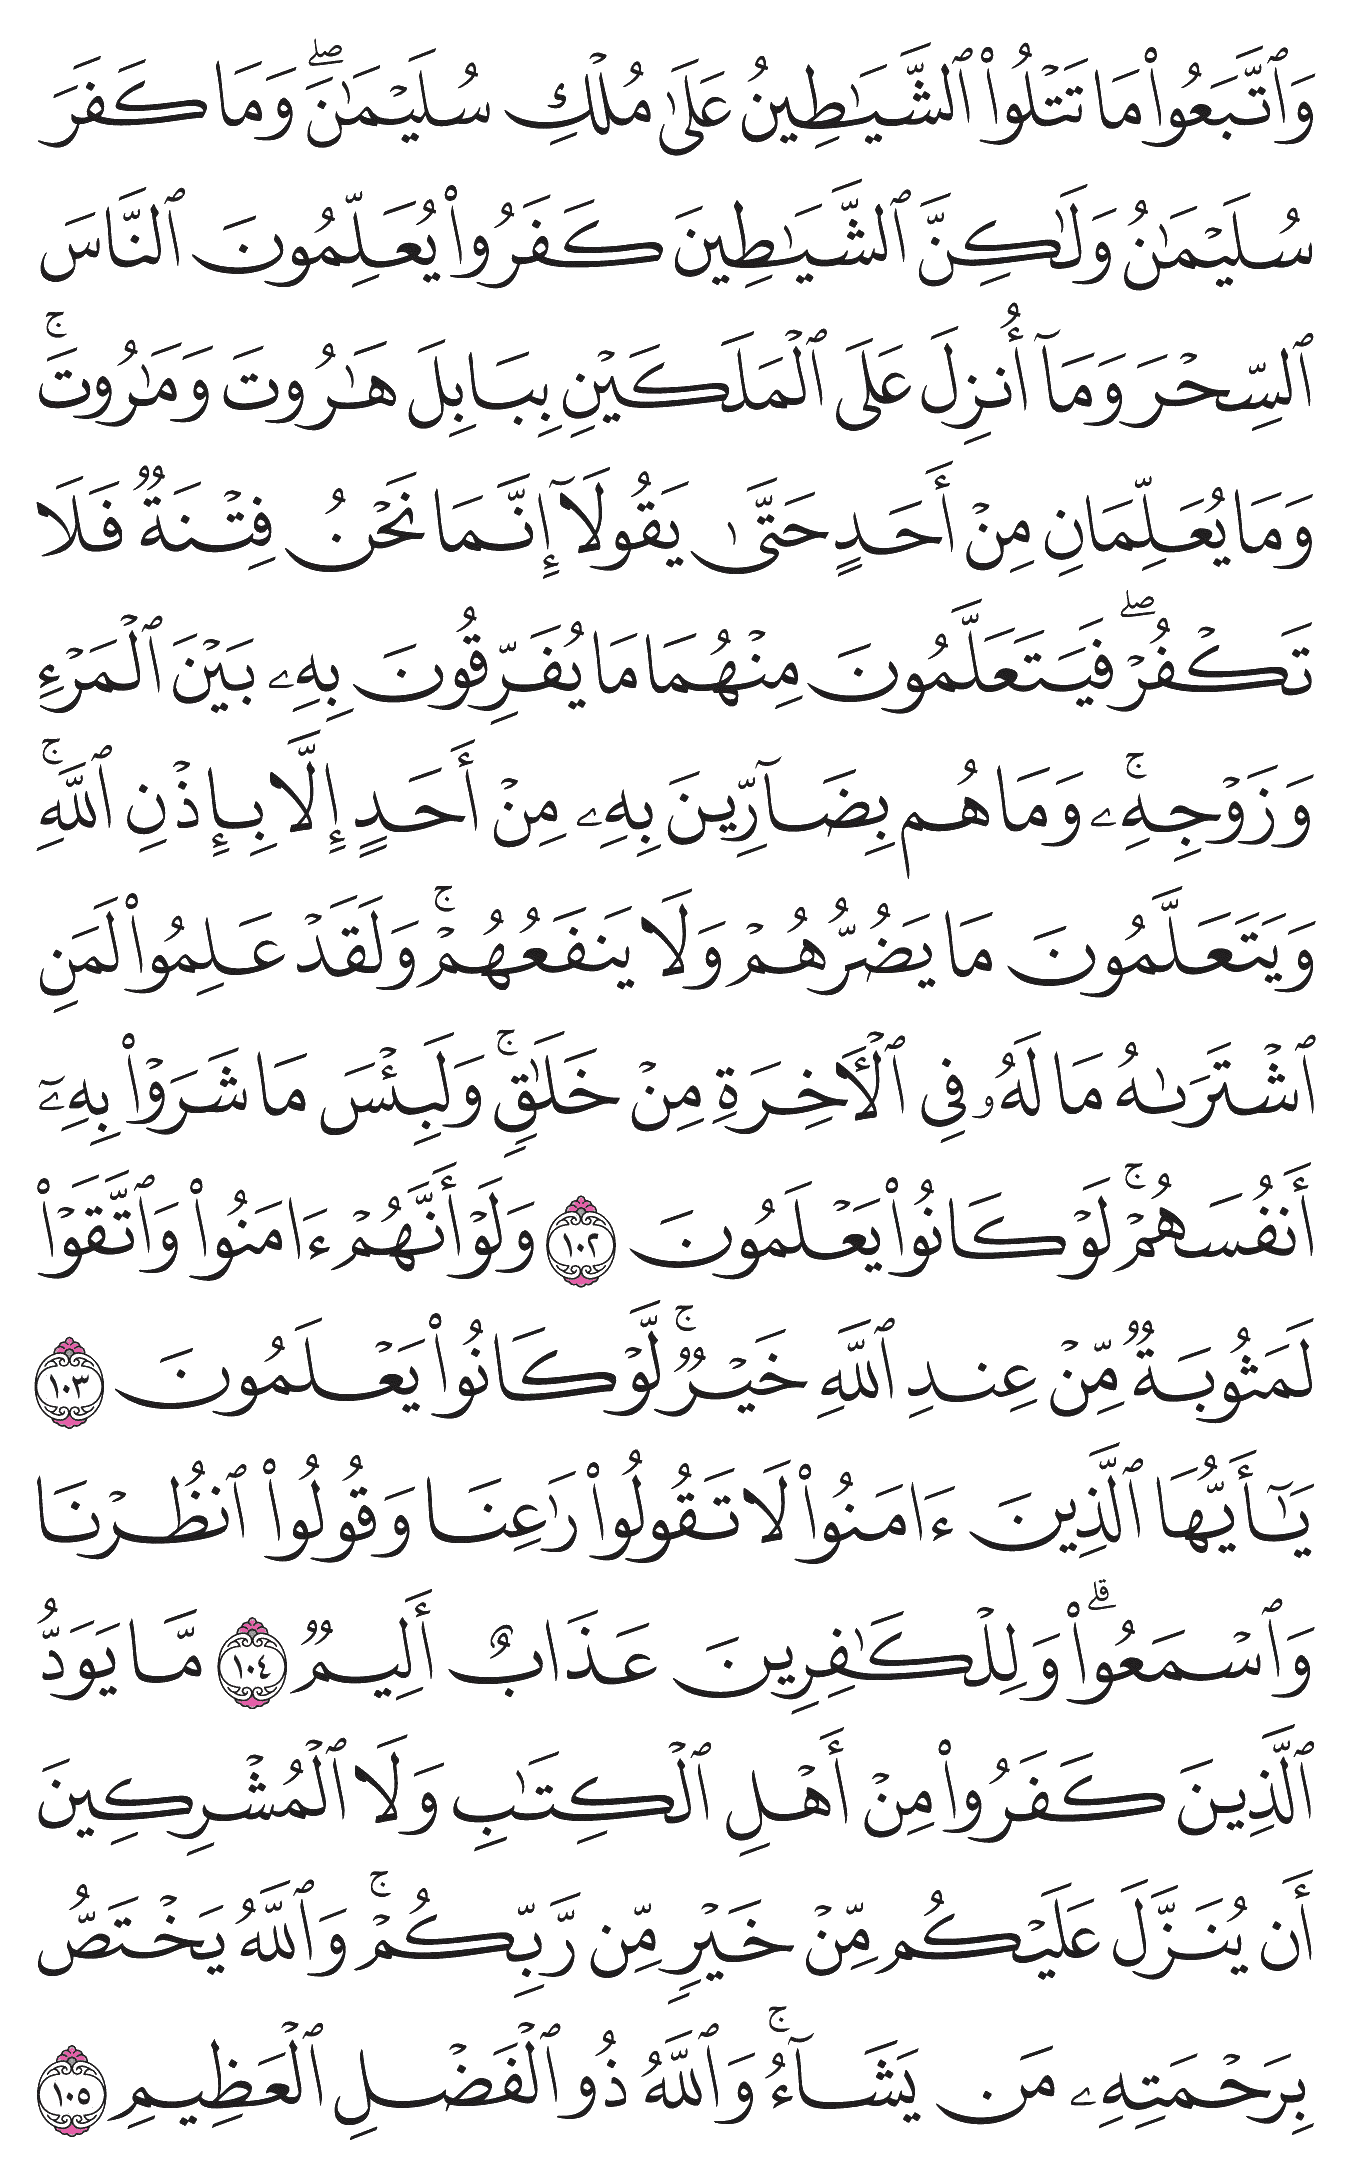 وَٱتَّبَعُوا۟ مَا تَتْلُوا۟ ٱلشَّيَـٰطِينُ عَلَىٰ مُلْكِ سُلَيْمَـٰنَ ۖ وَمَا كَفَرَ
سُلَيْمَـٰنُ وَلَـٰكِنَّ ٱلشَّيَـٰطِينَ كَفَرُوا۟ يُعَلِّمُونَ ٱلنَّاسَ
ٱلسِّحْرَ وَمَآ أُنزِلَ عَلَى ٱلْمَلَكَيْنِ بِبَابِلَ هَـٰرُوتَ وَمَـٰرُوتَ ۚ
وَمَا يُعَلِّمَانِ مِنْ أَحَدٍ حَتَّىٰ يَقُولَآ إِنَّمَا نَحْنُ فِتْنَةٌ فَلَا
تَكْفُرْ ۖ فَيَتَعَلَّمُونَ مِنْهُمَا مَا يُفَرِّقُونَ بِهِۦ بَيْنَ ٱلْمَرْءِ
وَزَوْجِهِۦ ۚ وَمَا هُم بِضَآرِّينَ بِهِۦ مِنْ أَحَدٍ إِلَّا بِإِذْنِ ٱللَّهِ ۚ
وَيَتَعَلَّمُونَ مَا يَضُرُّهُمْ وَلَا يَنفَعُهُمْ ۚ وَلَقَدْ عَلِمُوا۟ لَمَنِ
ٱشْتَرَىٰهُ مَا لَهُۥ فِى ٱلْـَٔاخِرَةِ مِنْ خَلَـٰقٍ ۚ وَلَبِئْسَ مَا شَرَوْا۟ بِهِۦٓ
أَنفُسَهُمْ ۚ لَوْ كَانُوا۟ يَعْلَمُونَ ١٠٢ وَلَوْ أَنَّهُمْ ءَامَنُوا۟ وَٱتَّقَوْا۟
لَمَثُوبَةٌ مِّنْ عِندِ ٱللَّهِ خَيْرٌ ۚ لَّوْ كَانُوا۟ يَعْلَمُونَ ١٠٣
يَـٰٓأَيُّهَا ٱلَّذِينَ ءَامَنُوا۟ لَا تَقُولُوا۟ رَٰعِنَا وَقُولُوا۟ ٱنظُرْنَا
وَٱسْمَعُوا۟ ۗ وَلِلْكَـٰفِرِينَ عَذَابٌ أَلِيمٌ ١٠٤ مَّا يَوَدُّ
ٱلَّذِينَ كَفَرُوا۟ مِنْ أَهْلِ ٱلْكِتَـٰبِ وَلَا ٱلْمُشْرِكِينَ
أَن يُنَزَّلَ عَلَيْكُم مِّنْ خَيْرٍ مِّن رَّبِّكُمْ ۚ وَٱللَّهُ يَخْتَصُّ
بِرَحْمَتِهِۦ مَن يَشَآءُ ۚ وَٱللَّهُ ذُو ٱلْفَضْلِ ٱلْعَظِيمِ ١٠٥